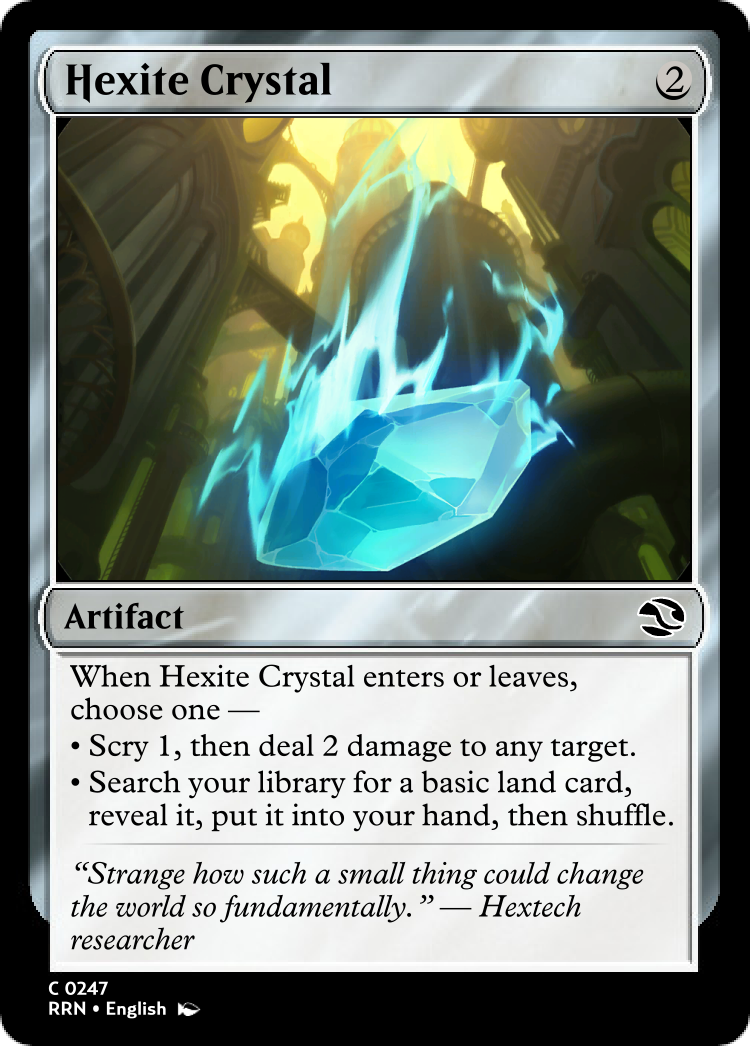 Hexite Crystal 2
Artifact
When Hexite Crystal enters or leaves,
choose one —
• Scry 1, then deal 2 damage to any target.
• Search your library for a basic land card,
reveal it, put it into your hand, then shuffle.
“Strange how such a small thing could change
the world so fundamentally.” — Hextech
researcher
C 0247
RRN • English